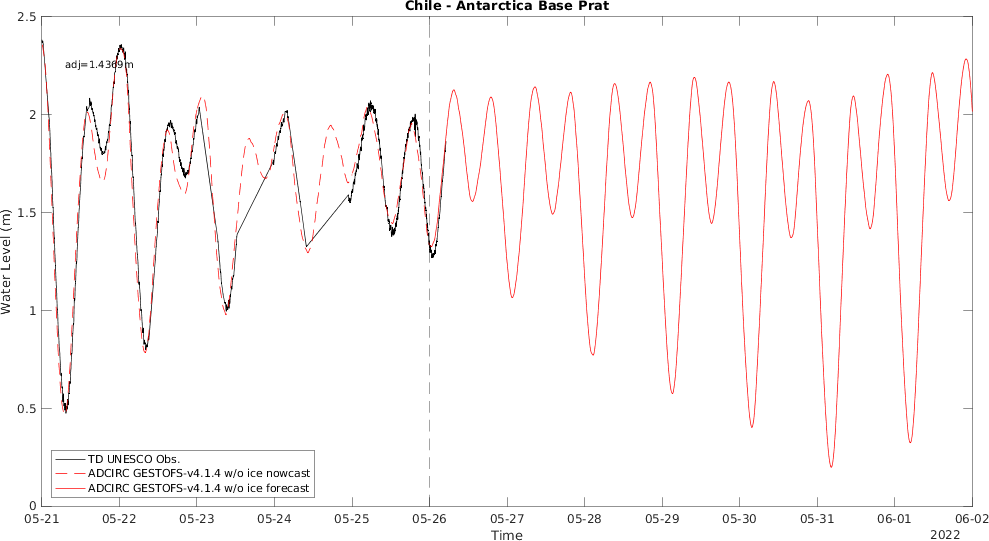 Chile - Antarctica Base Prat
2.5
adj=1.4369m
2
1.5
Water Level (m)
1
0.5
TD UNESCO Obs.
ADCIRC GESTOFS-v4.1.4 w/o ice nowcast
ADCIRC GESTOFS-v4.1.4 w/o ice forecast
0
05-21 05-22 05-23 05-24 05-25 05-26 05-27 05-28 05-29 05-30 05-31 06-01 06-02
Time
2022